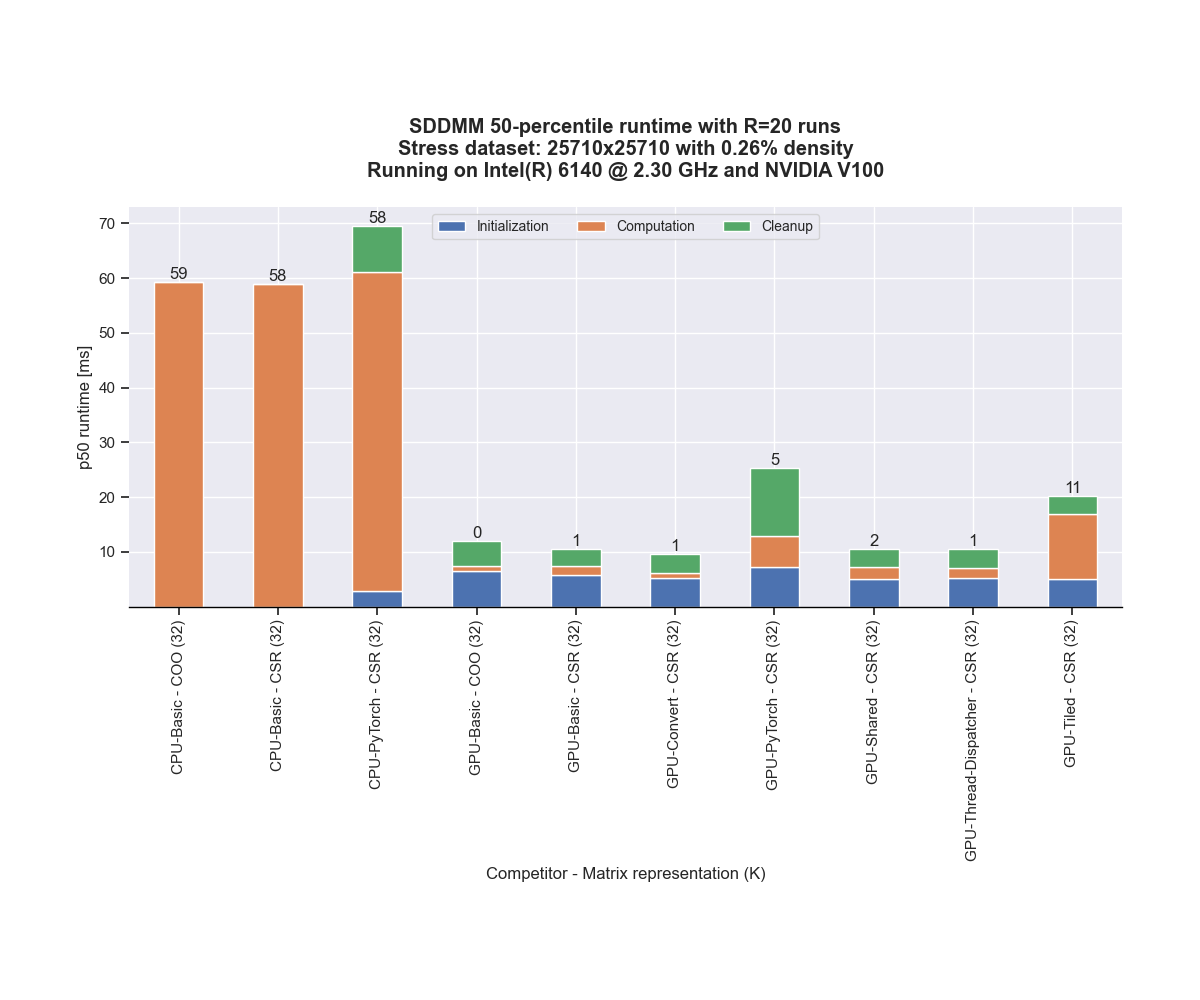 SDDMM 50-percentile runtime with R=20 runs
Stress dataset: 25710x25710 with 0.26% density
Running on Intel(R) 6140 @ 2.30 GHz and NVIDIA V100
Initialization
Computation
Cleanup
p50 runtime [ms]
70
60
50
40
30
20
10
59
58
58
0
1
1
5
2
1
11
CPU-Basic - COO (32)
CPU-Basic - CSR (32)
CPU-PyTorch - CSR (32)
GPU-Basic - COO (32)
GPU-Basic - CSR (32)
GPU-Convert - CSR (32)
GPU-PyTorch - CSR (32)
GPU-Shared - CSR (32)
GPU-Thread-Dispatcher - CSR (32)
GPU-Tiled - CSR (32)
Competitor - Matrix representation (K)